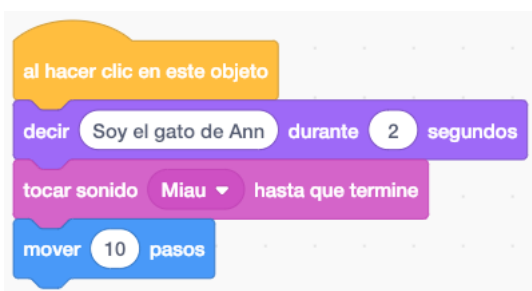 al hacer clic en este objeto
decir Soy el gato de Ann durante 2 segundos
tocar sonido Miau hasta que termine
mover 10 pasos